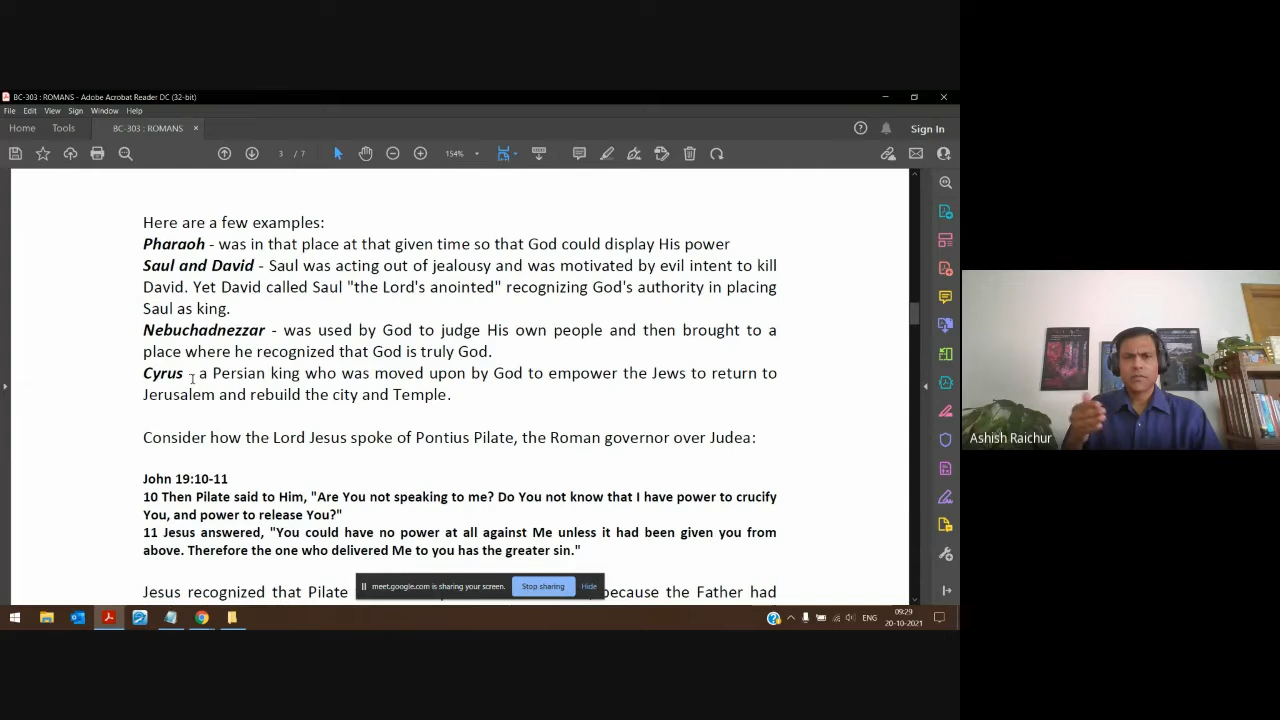 BC-303 : ROMANS - Adobe Acrobat Reader DC (32-bit)
File Edit View Sign Window Help
Home Tools BC-303 : ROMANS × Sign In
3 / 7 154%
Here are a few examples:
Pharaoh - was in that place at that given time so that God could display His power
Saul and David - Saul was acting out of jealousy and was motivated by evil intent to kill
David. Yet David called Saul "the Lord's anointed" recognizing God's authority in placing
Saul as king.
Nebuchadnezzar - was used by God to judge His own people and then brought to a
place where he recognized that God is truly God.
Cyrus - a Persian king who was moved upon by God to empower the Jews to return to
Jerusalem and rebuild the city and Temple.
Consider how the Lord Jesus spoke of Pontius Pilate, the Roman governor over Judea:
John 19:10-11
10 Then Pilate said to Him, "Are You not speaking to me? Do You not know that I have power to crucify
You, and power to release You?"
11 Jesus answered, "You could have no power at all against Me unless it had been given you from
above. Therefore the one who delivered Me to you has the greater sin."
Jesus recognized that Pilate because the Father had
meet.google.com is sharing your screen. Stop sharing Hide
ENG 09:29
20-10-2021
Ashish Raichur